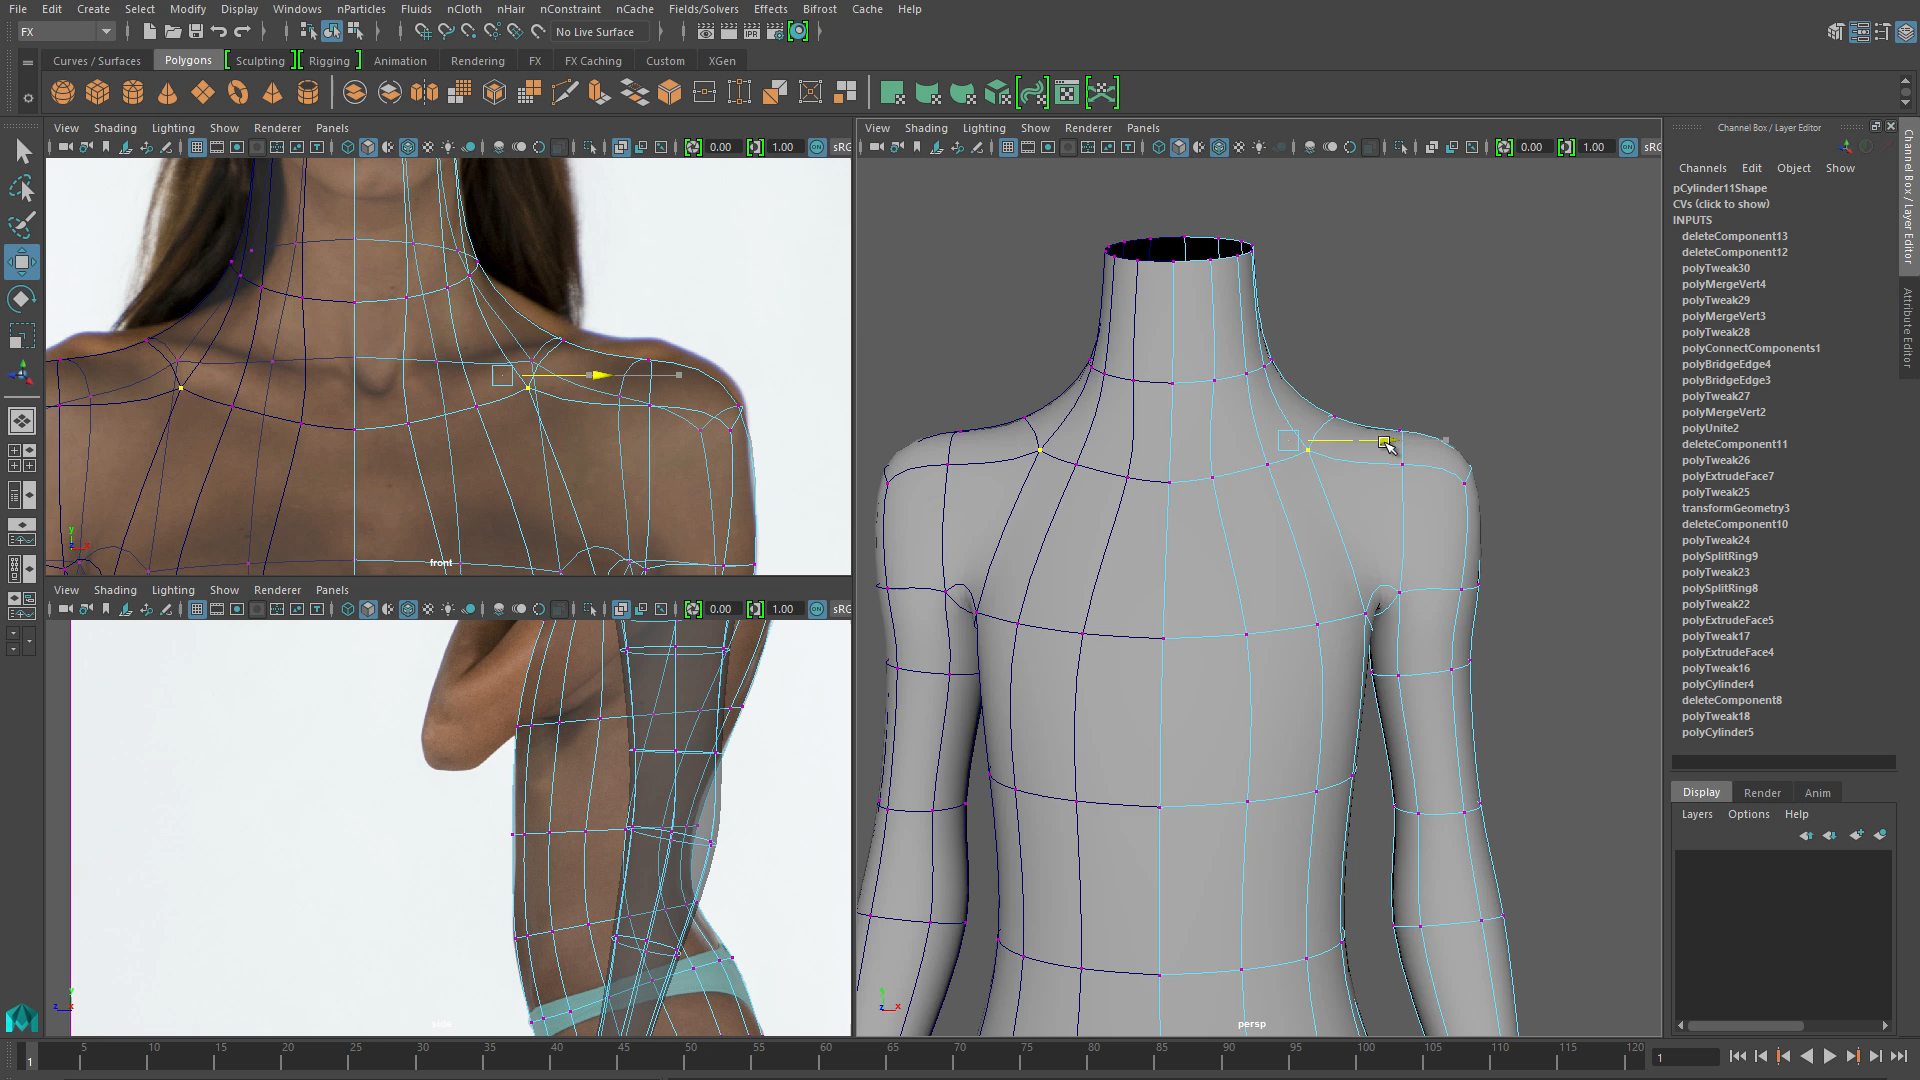 File Edit Create Select Modify Display Windows nParticles Fluids nCloth nHair nConstraint nCache Fields/Solvers Effects Bifrost Cache Help
FX No Live Surface IPR
Curves / Surfaces Polygons Sculpting Rigging Animation Rendering FX FX Caching Custom XGen
View Shading Lighting Show Renderer Panels
0.00 1.00 ON sRG
front
View Shading Lighting Show Renderer Panels
0.00 1.00 ON sRG
View Shading Lighting Show Renderer Panels
0.00 1.00 ON sRG
persp
Channel Box / Layer Editor
Channels Edit Object Show
pCylinder11Shape
CVs (click to show)
INPUTS
deleteComponent13
deleteComponent12
polyTweak30
polyMergeVert4
polyTweak29
polyMergeVert3
polyTweak28
polyConnectComponents1
polyBridgeEdge4
polyBridgeEdge3
polyTweak27
polyMergeVert2
polyUnite2
deleteComponent11
polyTweak26
polyExtrudeFace7
polyTweak25
transformGeometry3
deleteComponent10
polyTweak24
polySplitRing9
polyTweak23
polySplitRing8
polyTweak22
polyExtrudeFace5
polyTweak17
polyExtrudeFace4
polyTweak16
polyCylinder4
deleteComponent8
polyTweak18
polyCylinder5
Display Render Anim
Layers Options Help
Channel Box / Layer Editor
Attribute Editor
1 5 10 15 20 25 30 35 40 45 50 55 60 65 70 75 80 85 90 95 100 105 110 115 120 1